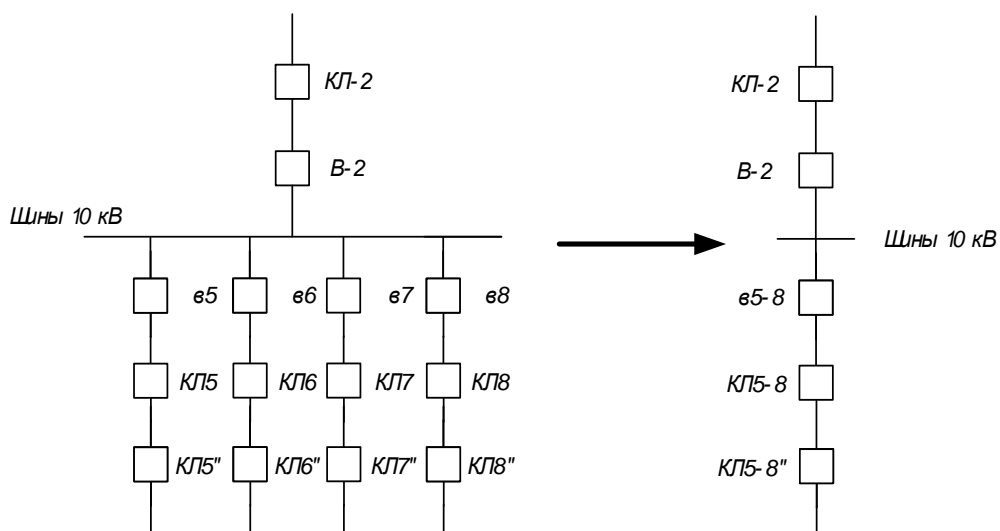 КЛ-2
КЛ-2
В-2
В-2
Шины 10 кВ
Шины 10 кВ
в5 в6 в7 в8
в5-8
КЛ5 КЛ6 КЛ7 КЛ8
КЛ5-8
КЛ5" КЛ6" КЛ7" КЛ8"
КЛ5-8"